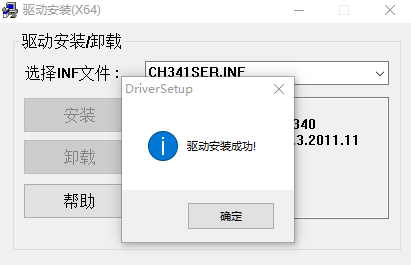 驱动安装(X64)
驱动安装/卸载
选择INF文件：
CH341SER.INF
DriverSetup
安装
340
.3.2011.11
驱动安装成功!
卸载
帮助
确定